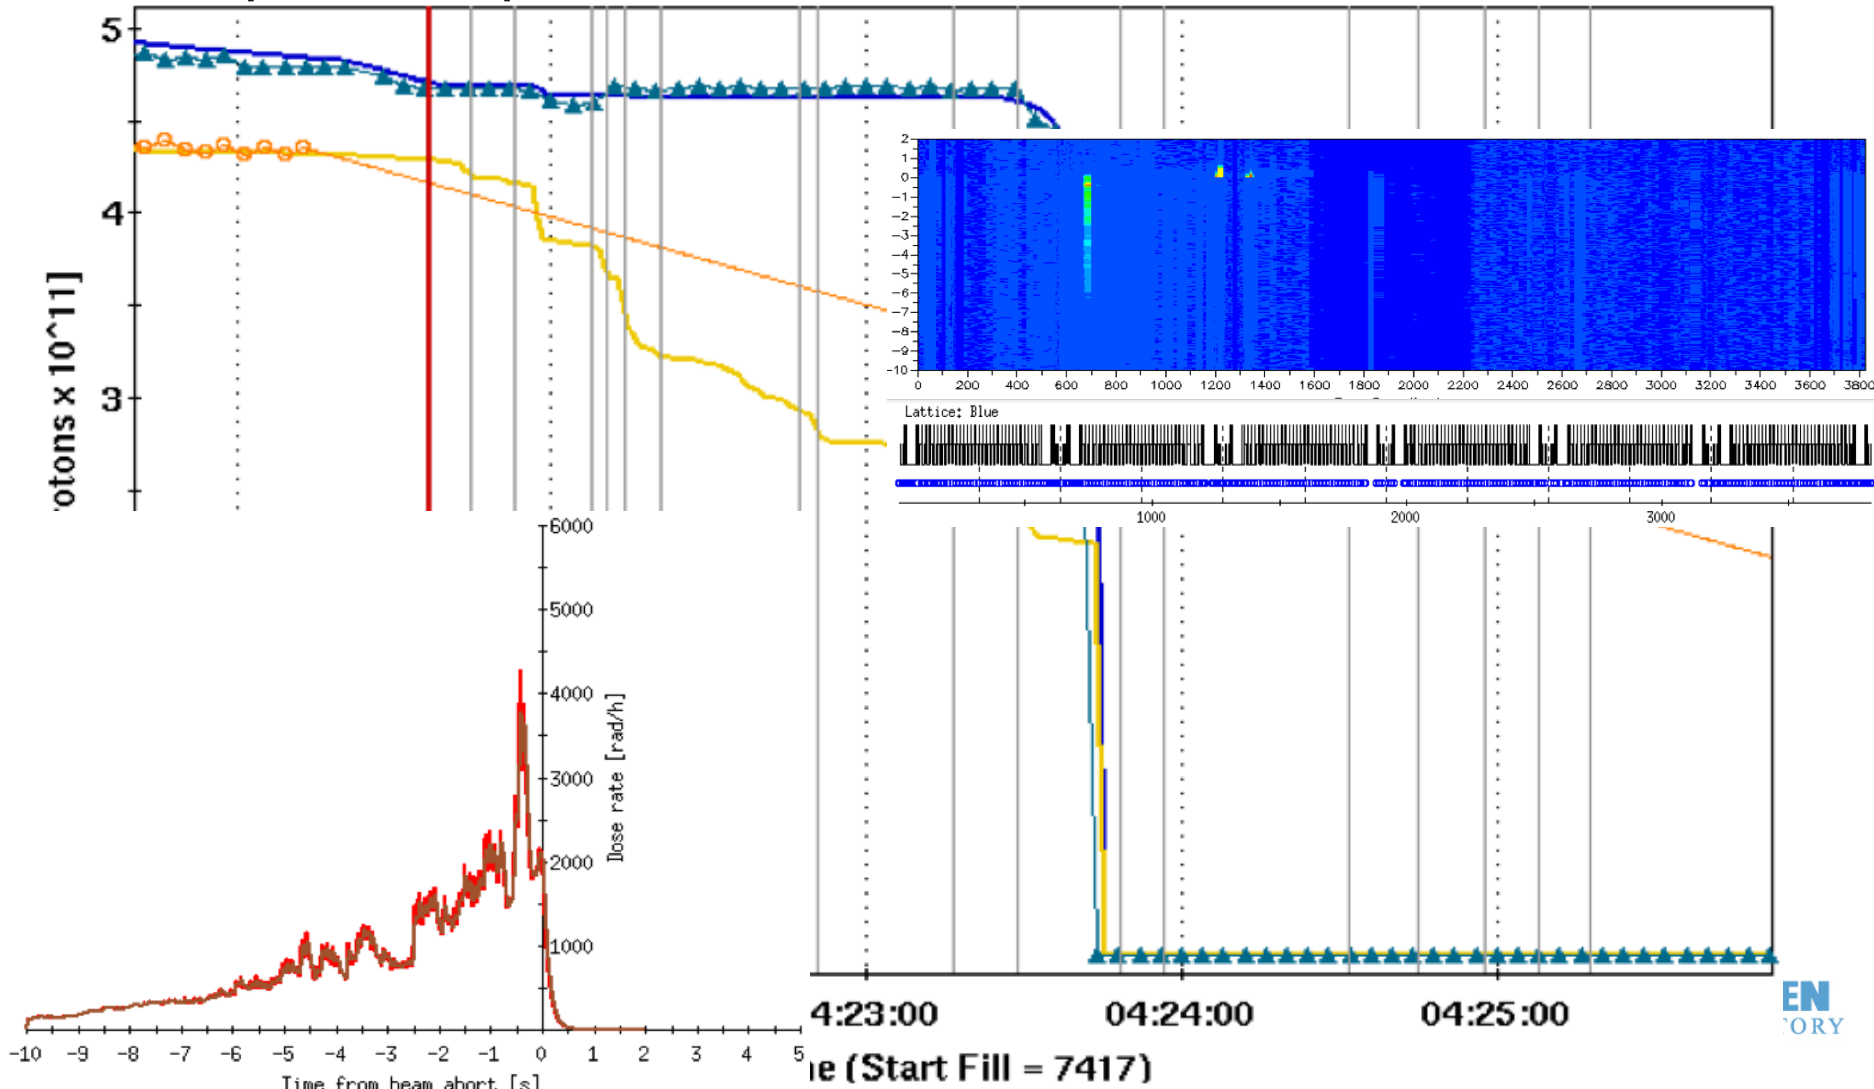 5
4
3
otons x 10^11]
2
1
0
-1
-2
-3
-4
-5
-6
-7
-8
-9
-10
0 200 400 600 800 1000 1200 1400 1600 1800 2000 2200 2400 2600 2800 3000 3200 3400 3600 3800
Lattice: Blue
1000 2000 3000
6000
5000
4000
3000
2000
1000
Dose rate [rad/h]
-10 -9 -8 -7 -6 -5 -4 -3 -2 -1 0 1 2 3 4 5
Time from beam abort [s]
4:23:00 04:24:00 04:25:00
ne (Start Fill = 7417)
EN
TORY